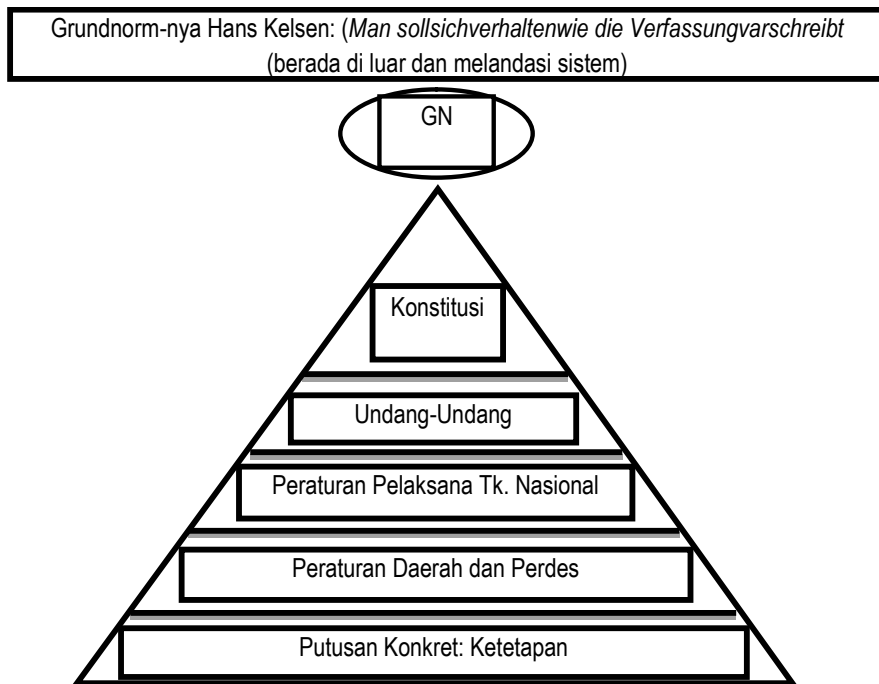 Grundnorm-nya Hans Kelsen: (Man sollsichverhaltenwie die Verfassungvarschreibt
(berada di luar dan melandasi sistem)
GN
Konstitusi
Undang-Undang
Peraturan Pelaksana Tk. Nasional
Peraturan Daerah dan Perdes
Putusan Konkret: Ketetapan